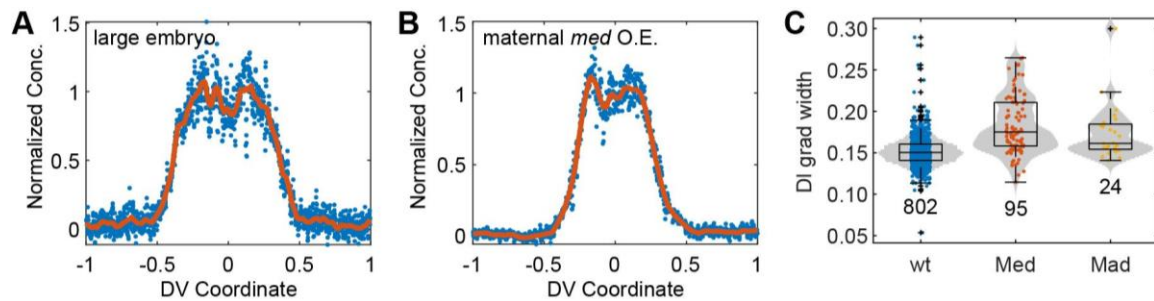 A
large embryo
Normalized Conc.
1.5
1
0.5
0
-1
-0.5
0
0.5
1
DV Coordinate
B
maternal med O.E.
Normalized Conc.
1.5
1
0.5
0
-1
-0.5
0
0.5
1
DV Coordinate
C
Dl grad width
0.30
0.25
0.20
0.15
0.10
0.05
802
95
24
wt
Med
Mad